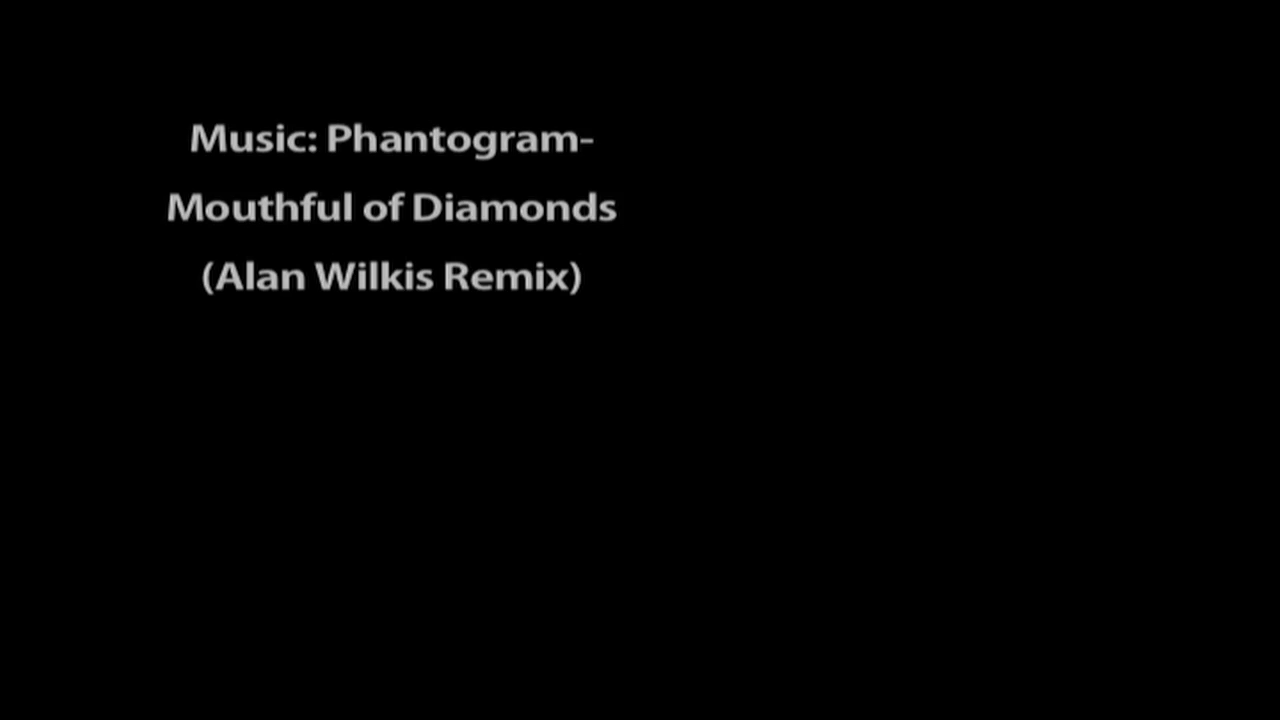 Music: Phantogram-
Mouthful of Diamonds
(Alan Wilkis Remix)